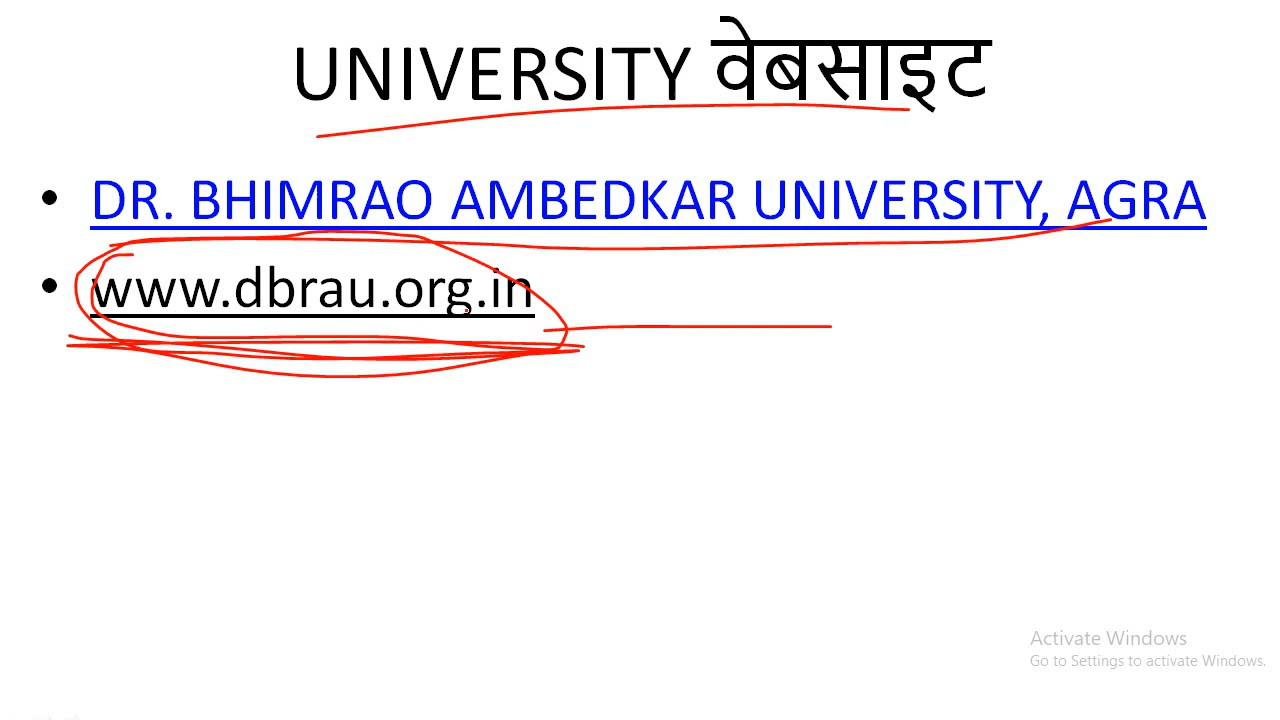 UNIVERSITY वेबसाइट
• DR. BHIMRAO AMBEDKAR UNIVERSITY, AGRA
• www.dbrau.org.in
Activate Windows
Go to Settings to activate Windows.